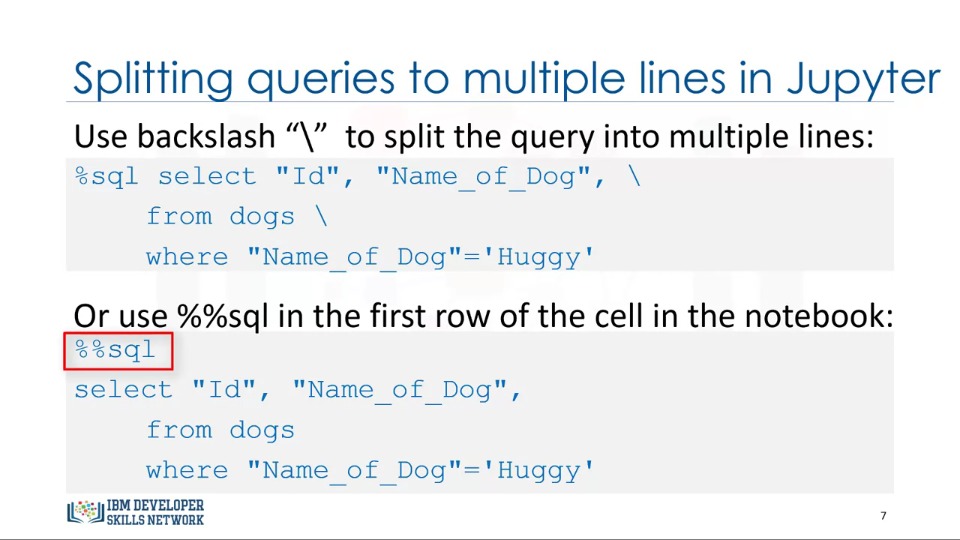 Splitting queries to multiple lines in Jupyter
Use backslash “\” to split the query into multiple lines:
%sql select "Id", "Name_of_Dog", \
from dogs \
where "Name_of_Dog"='Huggy'
Or use %%sql in the first row of the cell in the notebook:
%%sql
select "Id", "Name_of_Dog",
from dogs
where "Name_of_Dog"='Huggy'
IBM DEVELOPER
SKILLS NETWORK
7